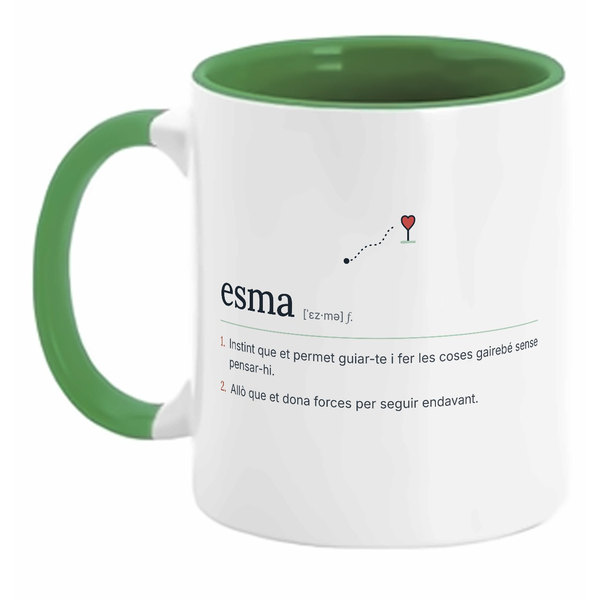 esma ['ɛz·mə] f.
1. Instint que et permet guiar-te i fer les coses gairebé sense
pensar-hi.
2. Allò que et dona forces per seguir endavant.